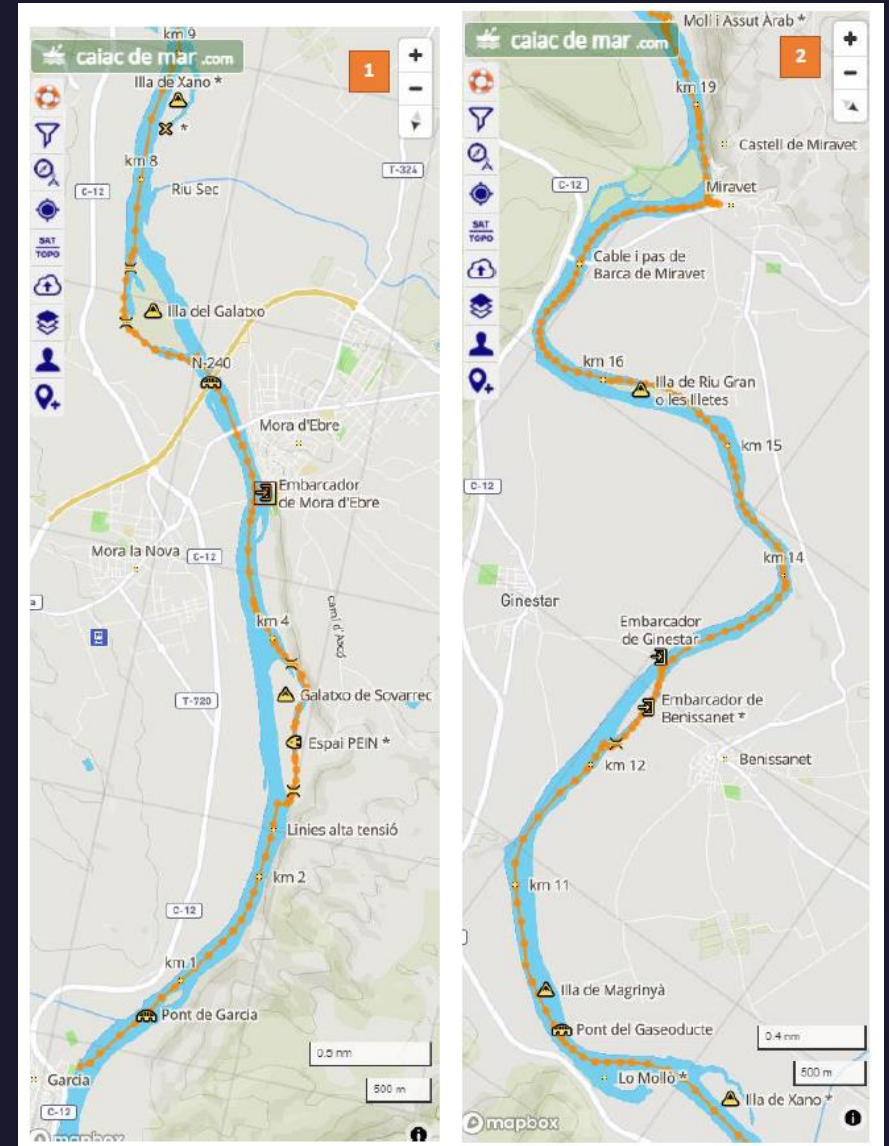 km 9
caiac de mar .com
1
+
−
Illa de Xano *
*
km 8
T-324
C-12
Riu Sec
SAT
TOPO
Illa del Galatxo
N-240
Mora d'Ebre
Embarcador
de Mora d'Ebre
Mora la Nova
C-12
km 4
camí d'Ascó
Galatxo de Sovarrec
T-720
Espai PEIN *
Linies alta tensió
km 2
C-12
km 1
Pont de Garcia
0.5 nm
Garcia
500 m
C-12
mapbox
Molí i Assut Àrab *
caiac de mar .com
2
+
−
km 19
Castell de Miravet
C-12
Miravet
SAT
TOPO
Cable i pas de
Barca de Miravet
km 16
Illa de Riu Gran
o les Illetes
km 15
C-12
km 14
Ginestar
Embarcador
de Ginestar
Embarcador de
Benissanet *
km 12
Benissanet
km 11
Illa de Magrinyà
Pont del Gaseoducte
0.4 nm
Lo Molló *
500 m
Illa de Xano *
mapbox